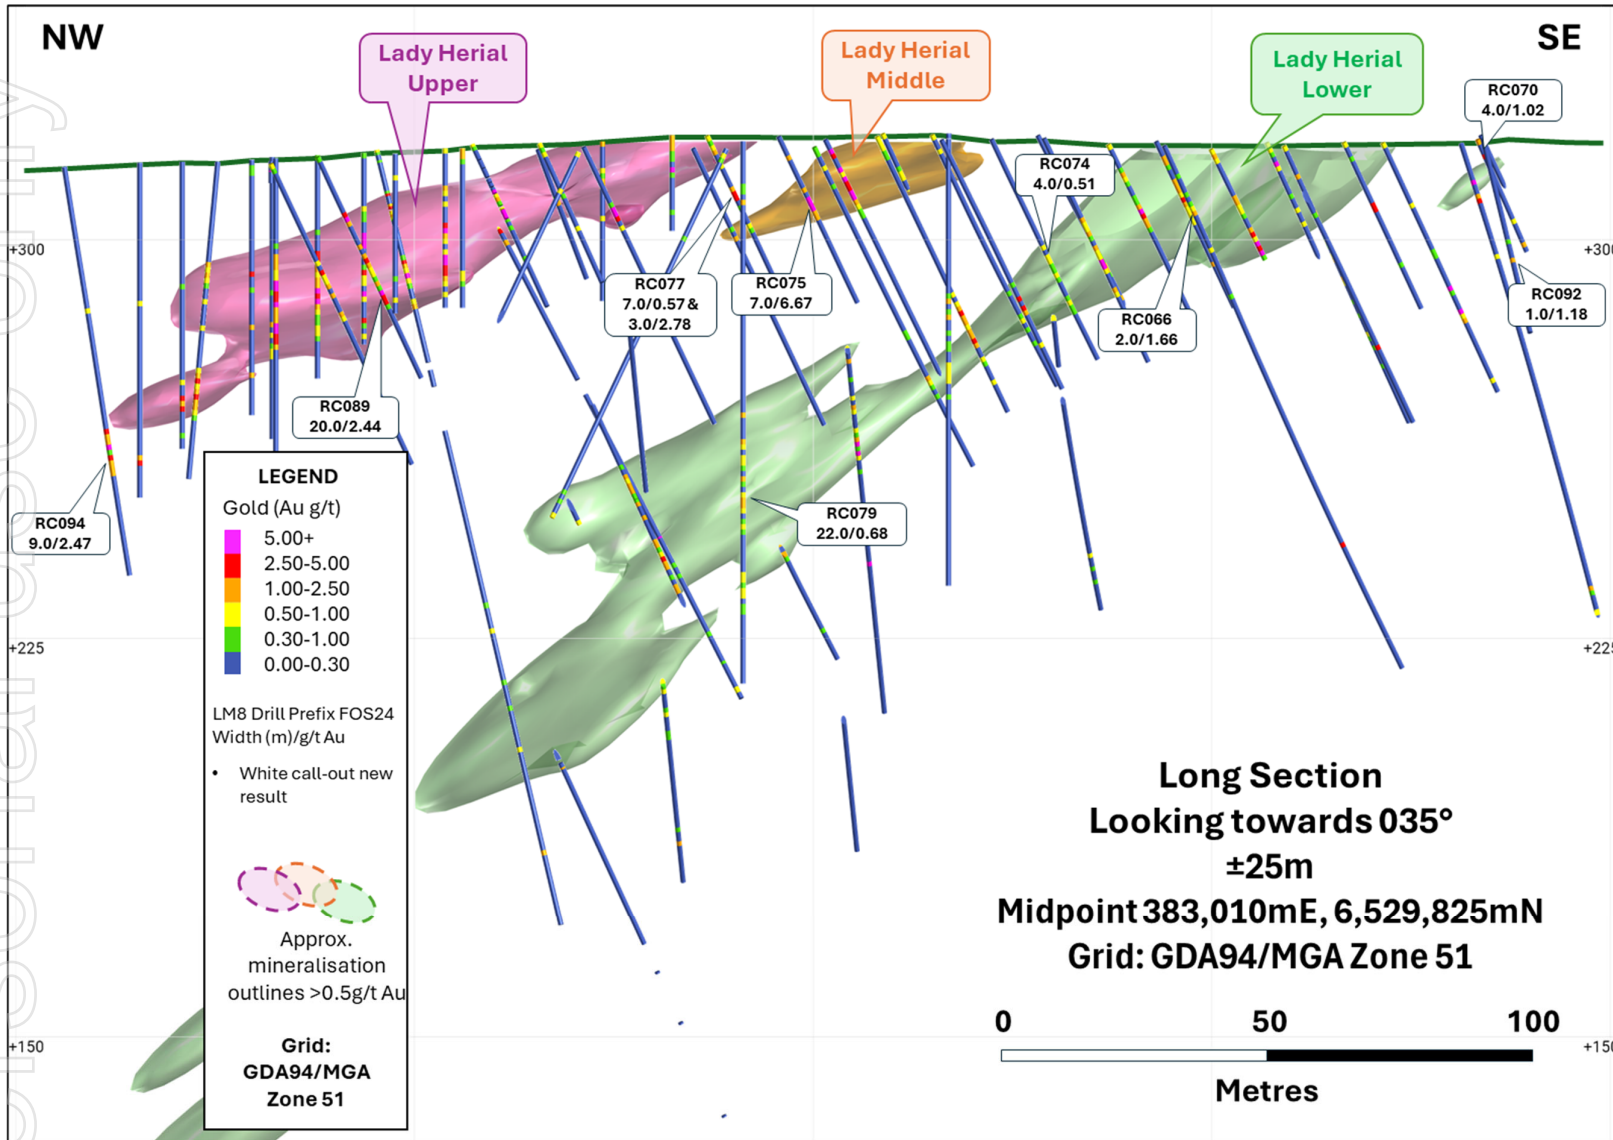 NW
SE
Lady Herial
Upper
Lady Herial
Middle
Lady Herial
Lower
RC070
4.0/1.02
RC074
4.0/0.51
+300
+300
RC077
7.0/0.57&
3.0/2.78
RC075
7.0/6.67
RC066
2.0/1.66
RC092
1.0/1.18
RC089
20.0/2.44
RC094
9.0/2.47
RC079
22.0/0.68
LEGEND
Gold (Au g/t)
5.00+
2.50-5.00
1.00-2.50
0.50-1.00
0.30-1.00
0.00-0.30
+225
+225
LM8 Drill Prefix FOS24
Width (m)/g/t Au
• White call-out new
result
Approx.
mineralisation
outlines >0.5g/t Au
Grid:
GDA94/MGA
Zone 51
Long Section
Looking towards 035°
±25m
Midpoint 383,010mE, 6,529,825mN
Grid: GDA94/MGA Zone 51
0 50 100
Metres
+150
+150